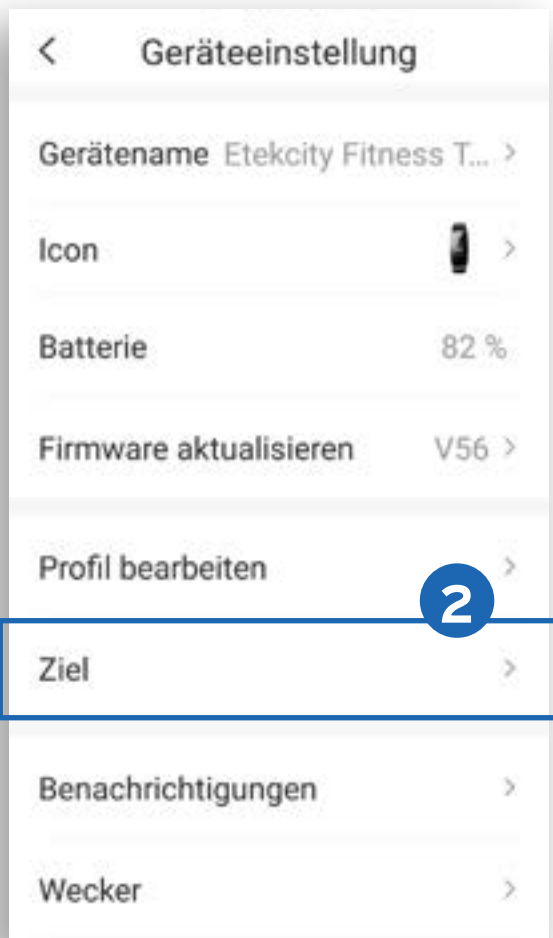 Geräteeinstellung
Gerätename Etekcity Fitness T...
Icon
Batterie 82 %
Firmware aktualisieren V56
Profil bearbeiten
2
Ziel
Benachrichtigungen
Wecker